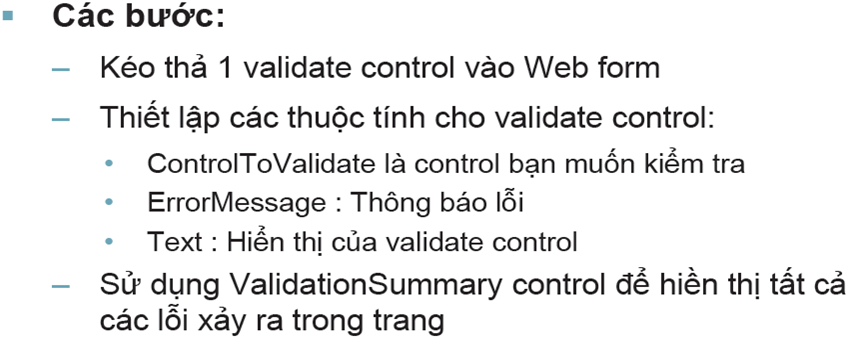 ▪ Các bước:
– Kéo thả 1 validate control vào Web form
– Thiết lập các thuộc tính cho validate control:
• ControlToValidate là control bạn muốn kiểm tra
• ErrorMessage : Thông báo lỗi
• Text : Hiển thị của validate control
– Sử dụng ValidationSummary control để hiền thị tất cả
các lỗi xảy ra trong trang